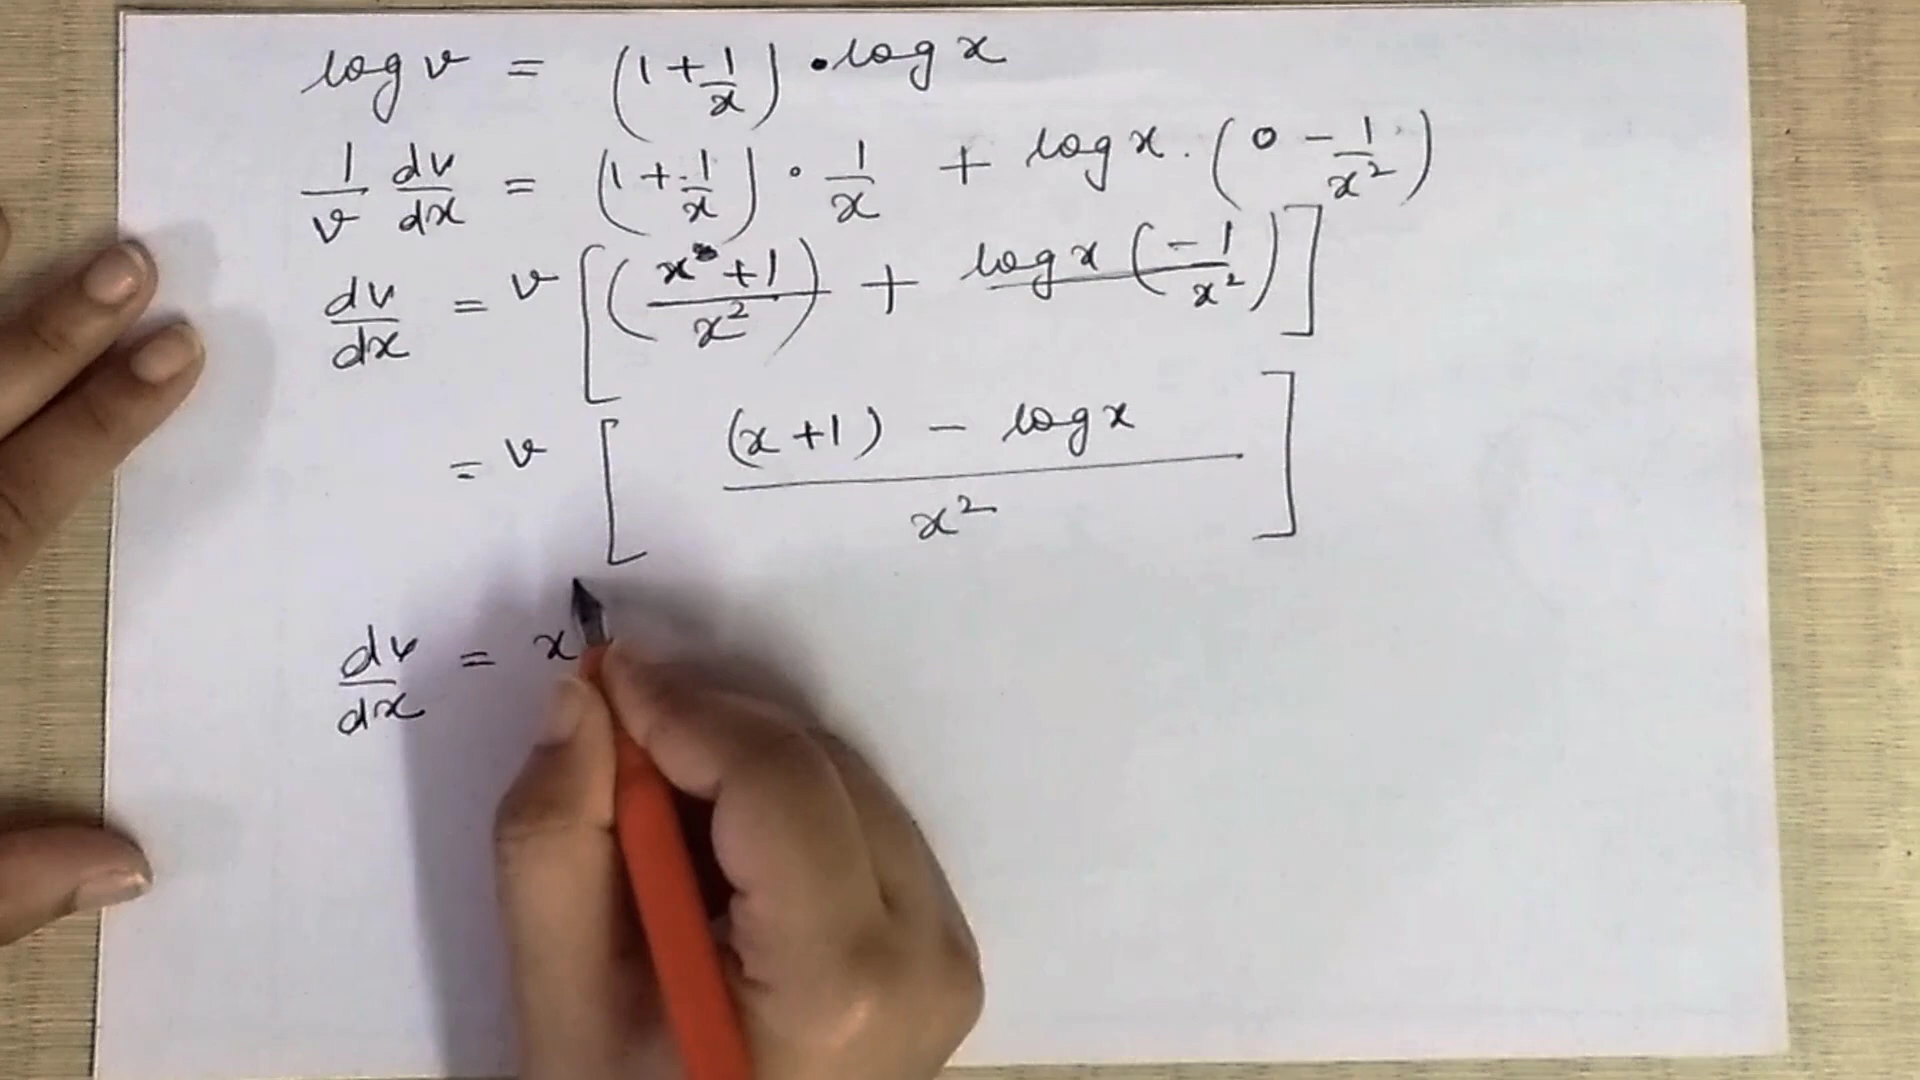 log v = (1 + 1/x) · log x
1/v dv/dx = (1 + 1/x) · 1/x + log x . (0 - 1/x²)
dv/dx = v [(x + 1 / x²) + log x (-1/x²)]
= v [(x + 1) - log x / x²]
dv/dx = x